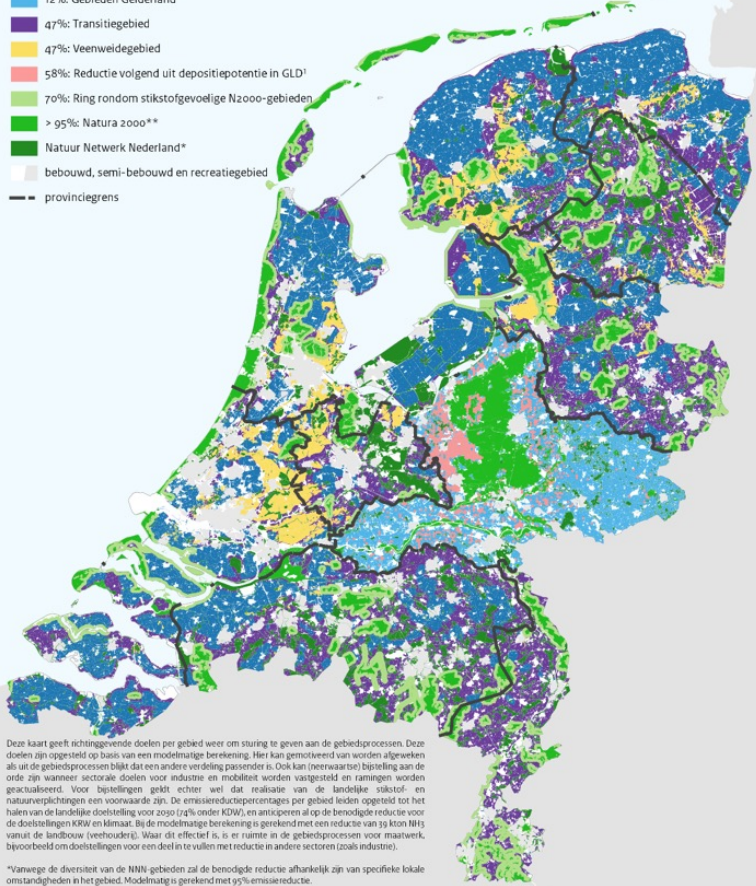 12%: Gebieden Gelderland
47%: Transitiegebied
47%: Veenweidegebied
58%: Reductie volgend uit depositiepotentie in GLD¹
70%: Ring rondom stikstofgevoelige N2000-gebieden
> 95%: Natura 2000**
Natuur Netwerk Nederland*
bebouwd, semi-bebouwd en recreatiegebied
provinciegrens
Deze kaart geeft richtinggevende doelen per gebied weer om sturing te geven aan de gebiedsprocessen. Deze
doelen zijn opgesteld op basis van een modelmatige berekening. Hier kan gemotiveerd van worden afgeweken
als uit de gebiedsprocessen blijkt dat een andere verdeling passender is. Ook kan (neerwaartse) bijstelling aan de
orde zijn wanneer sectorale doelen voor industrie en mobiliteit worden vastgesteld en ramingen worden
geactualiseerd. Voor bijstellingen geldt echter wel dat realisatie van de landelijke stikstof- en
natuurverplichtingen een voorwaarde zijn. De emissiereductiepercentages per gebied leiden opgeteld tot het
halen van de landelijke doelstelling voor 2030 (74% onder KDW), en anticiperen al op de benodigde reductie voor
de doelstellingen KRW en klimaat. Bij de modelmatige berekening is gerekend met een reductie van 39 kton NH3
vanuit de landbouw (veehouderij). Waar dit effectief is, is er ruimte in de gebiedsprocessen voor maatwerk,
bijvoorbeeld om doelstellingen voor een deel in te vullen met reductie in andere sectoren (zoals industrie).
*Vanwege de diversiteit van de NNN-gebieden zal de benodigde reductie afhankelijk zijn van specifieke lokale
omstandigheden in het gebied. Modelmatig is gerekend met 95% emissiereductie.